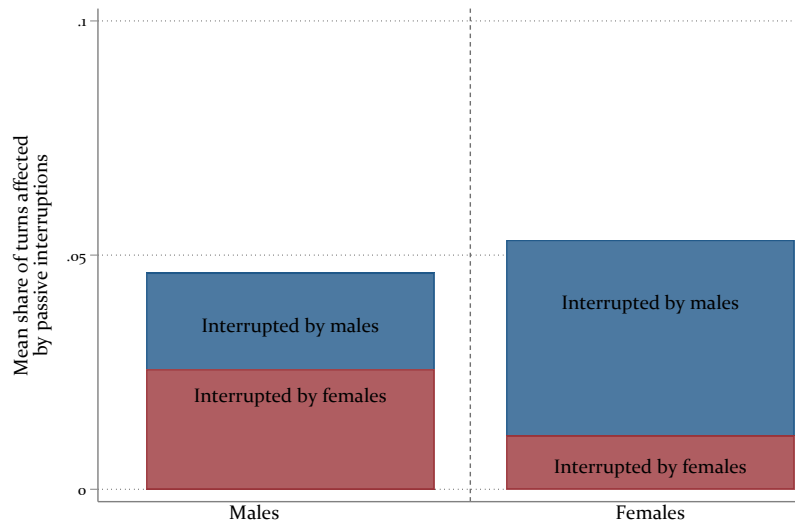 .1
Mean share of turns affected
by passive interruptions
.05
Interrupted by males
Interrupted by males
Interrupted by females
Interrupted by females
0
Males
Females